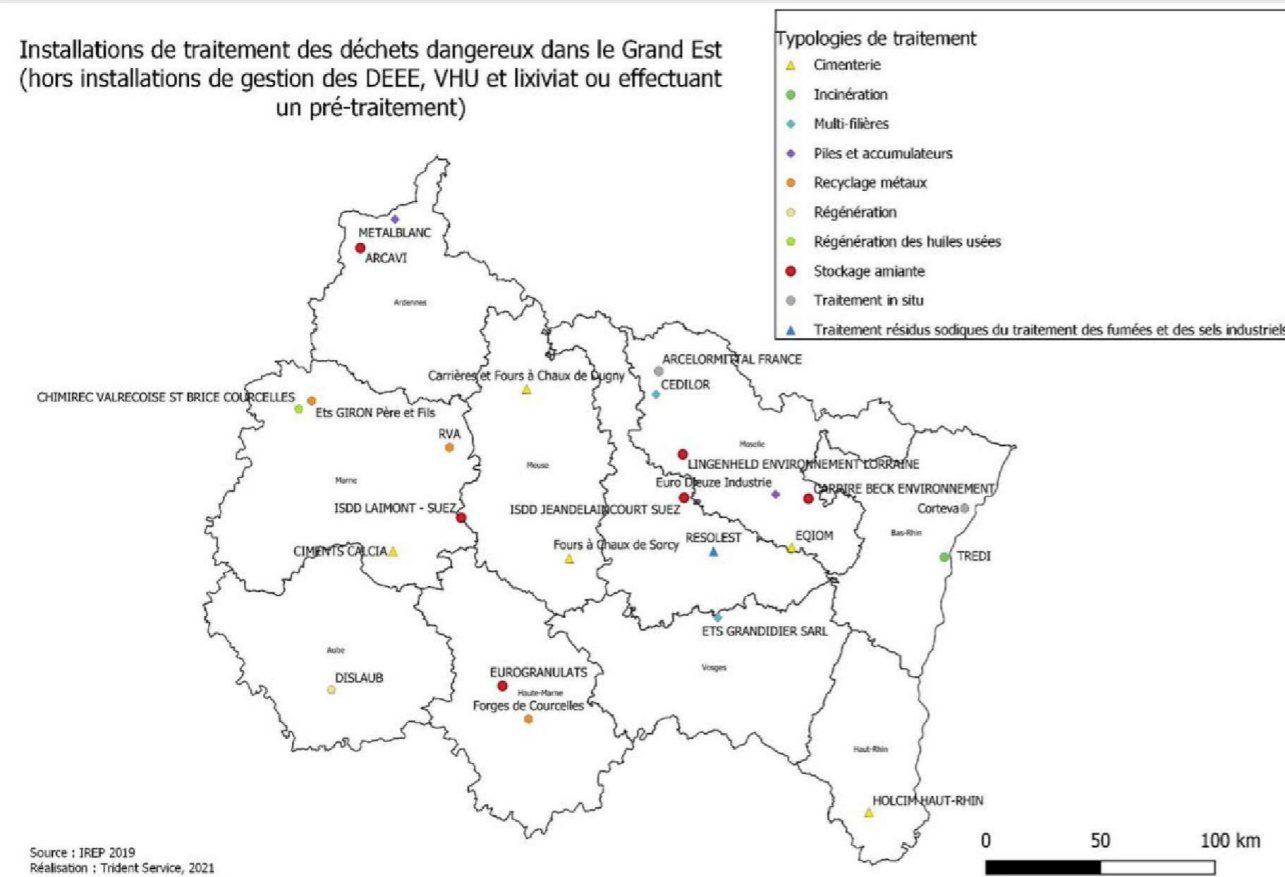 Installations de traitement des déchets dangereux dans le Grand Est
(hors installations de gestion des DEEE, VHU et lixiviat ou effectuant
un pré-traitement)
Typologies de traitement
Cimenterie
Incinération
Multi-filières
Piles et accumulateurs
Recyclage métaux
Régénération
Régénération des huiles usées
Stockage amiante
Traitement in situ
Traitement résidus sodiques du traitement des fumées et des sels industriels
METALBLANC
ARCAVI
Ardennes
ARCELORMITTAL FRANCE
Carrières et Fours à Chaux de Dugny
CEDILOR
CHIMIREC VALRECOISE ST BRICE COURCELLES
Ets GIRON Père et Fils
RVA
Moselle
Meuse
LINGENHELD ENVIRONNEMENT LORRAINE
Marne
Euro Dieuze Industrie
CARRIRE BECK ENVIRONNEMENT
ISDD LAIMONT - SUEZ
ISDD JEANDELAINCOURT SUEZ
Corteva
Bas-Rhin
RESOLEST
EQIOM
Fours à Chaux de Sorcy
CIMENTS CALCIA
TREDI
ETS GRANDIDIER SARL
Aube
Vosges
DISLAUB
EUROGRANULATS
Haute-Marne
Forges de Courcelles
Haut-Rhin
HOLCIM HAUT-RHIN
0 50 100 km
Source : IREP 2019
Réalisation : Trident Service, 2021